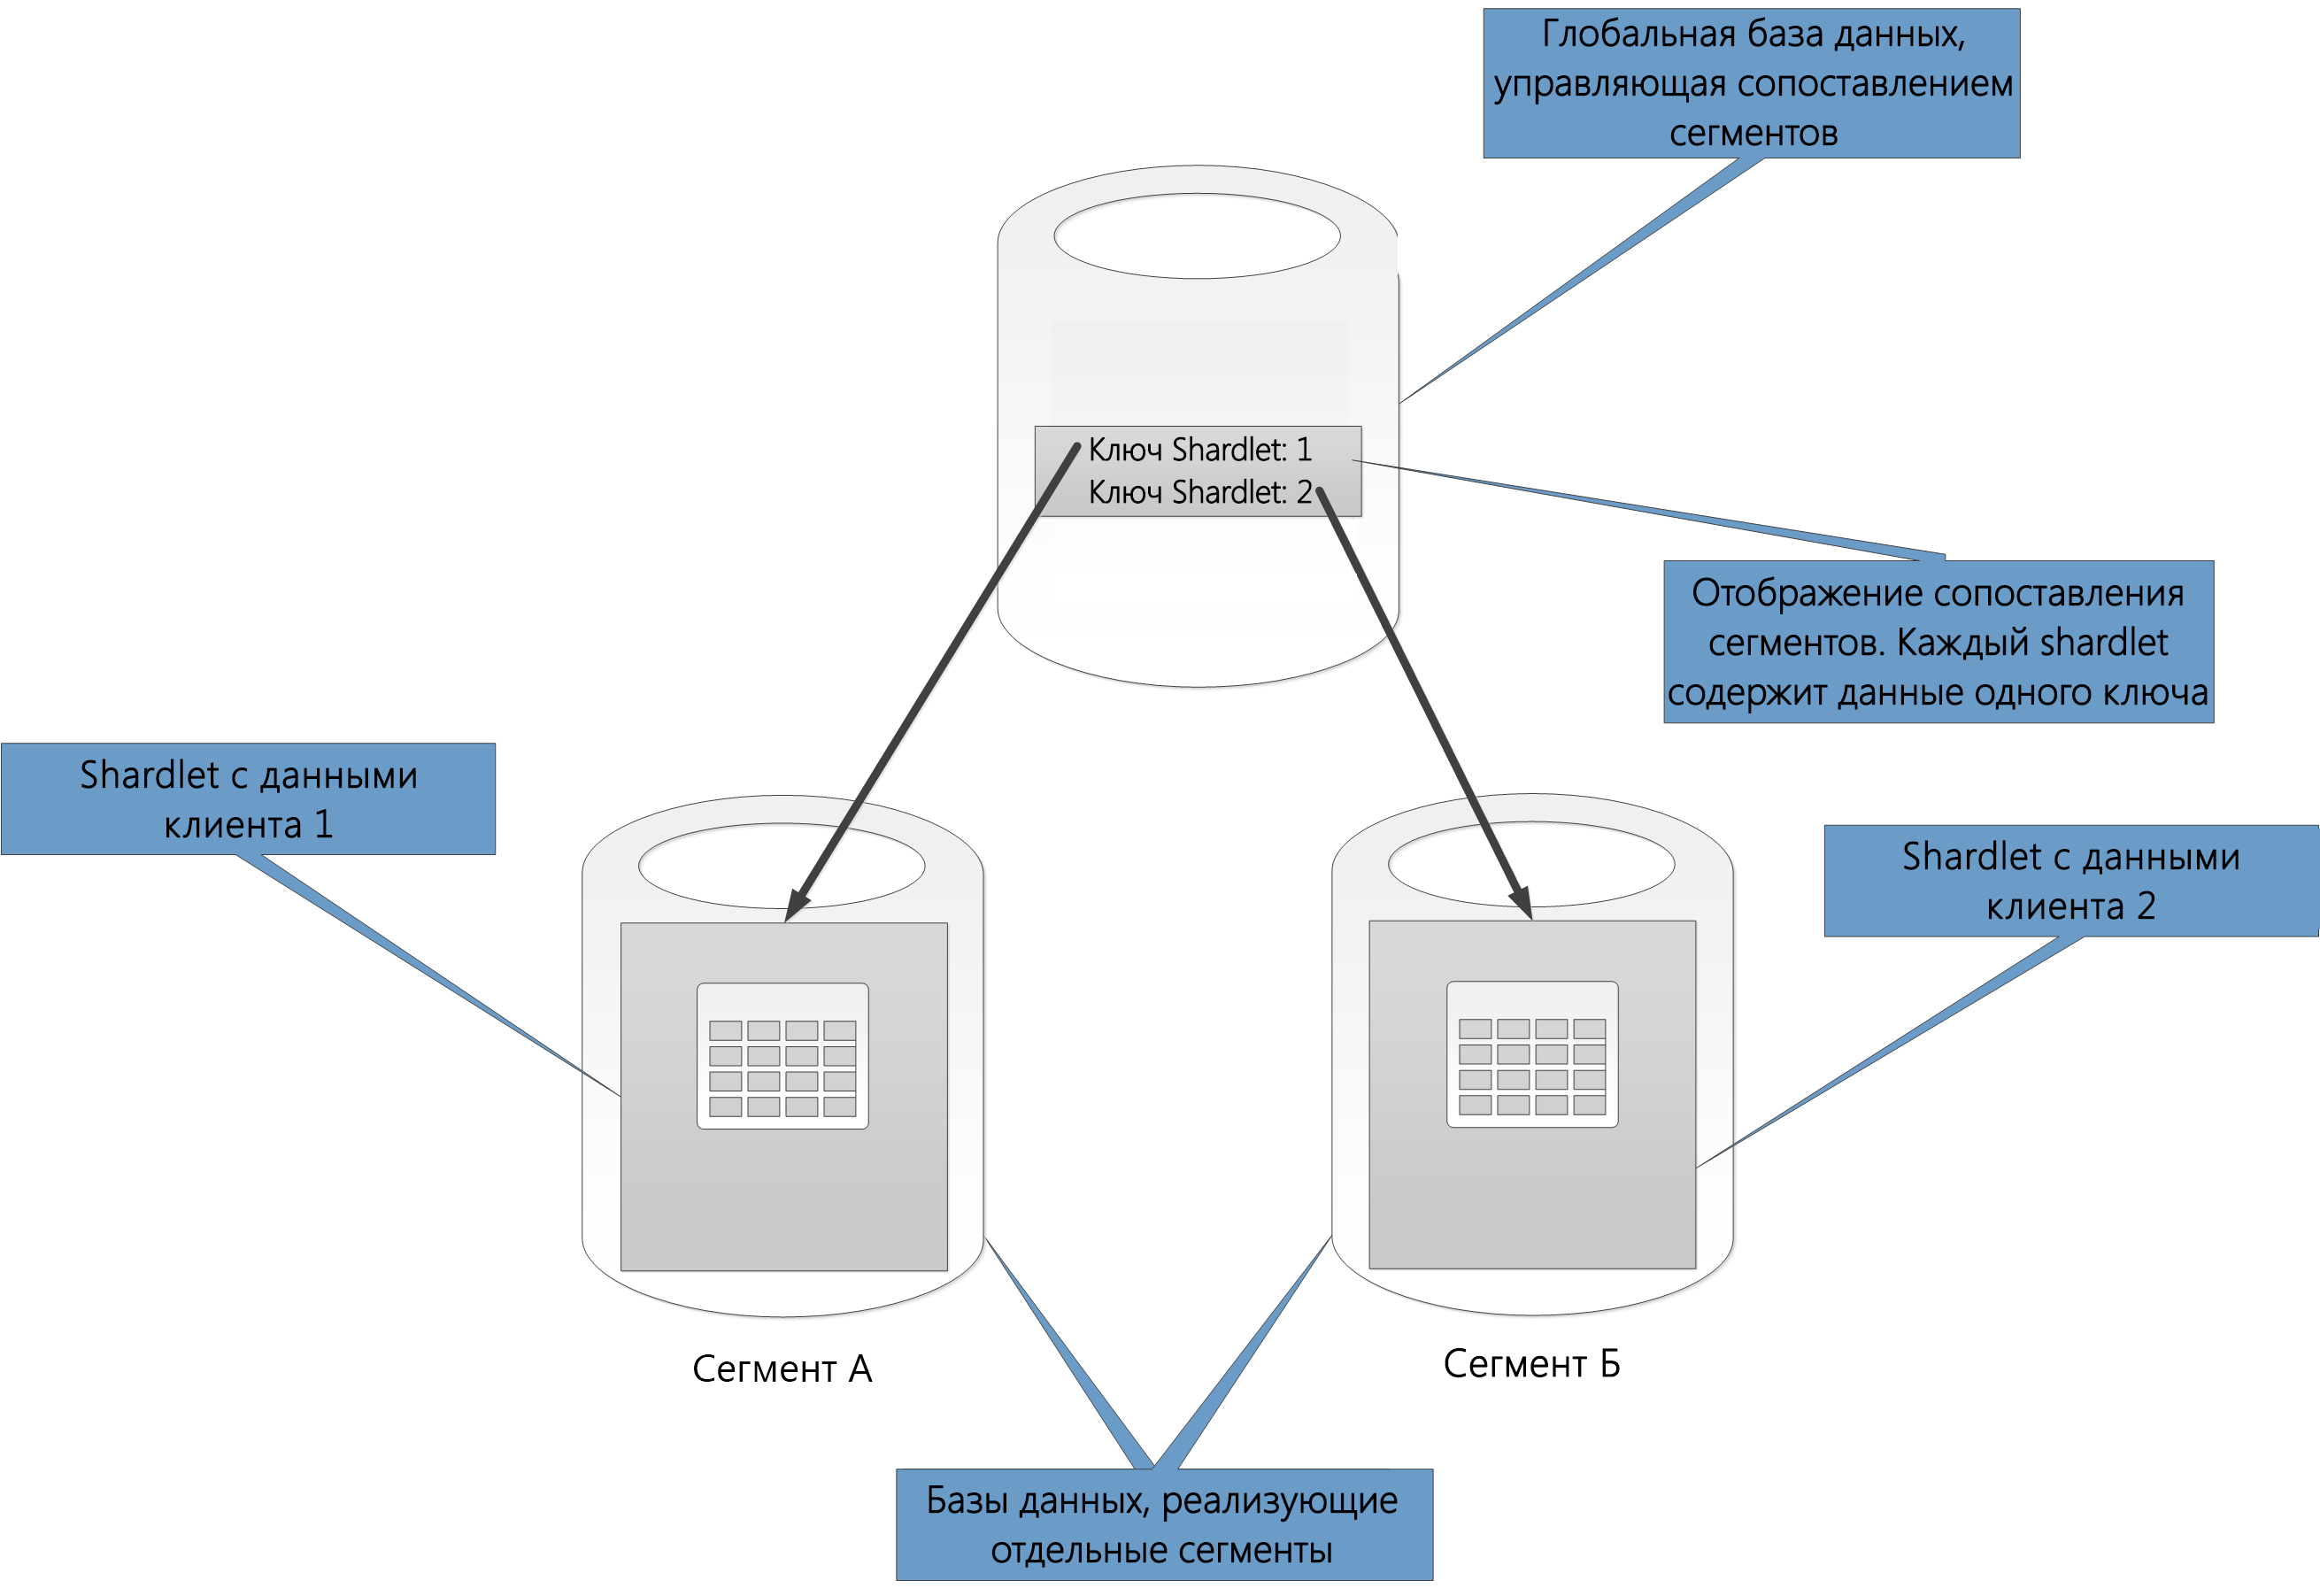 Глобальная база данных,
управляющая сопоставлением
сегментов
Ключ Shardlet: 1
Ключ Shardlet: 2
Отображение сопоставления
сегментов. Каждый shardlet
содержит данные одного ключа
Shardlet с данными
клиента 1
Shardlet с данными
клиента 2
Сегмент А
Сегмент Б
Базы данных, реализующие
отдельные сегменты